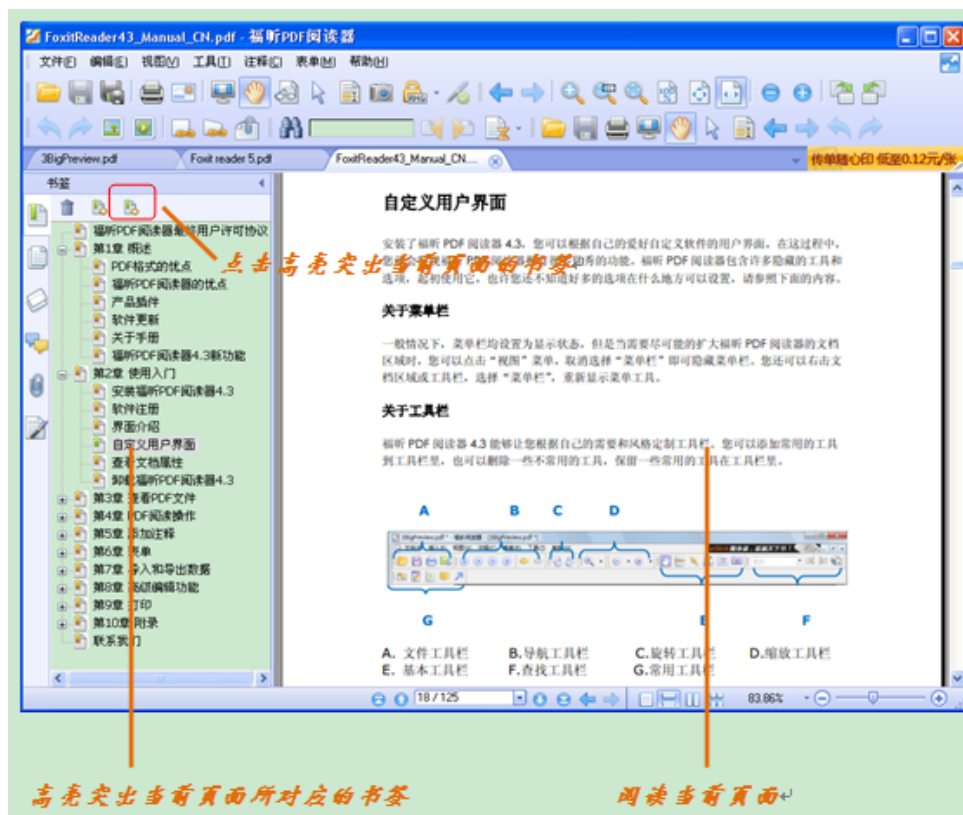 FoxitReader43_Manual_CN.pdf - 福昕PDF阅读器
文件(F) 编辑(E) 视图(V) 工具(T) 注释(C) 表单(M) 帮助(H)
3BigPreview.pdf Foxit reader 5.pdf FoxitReader43_Manual_CN.... 传单随心印 低至0.12元/张
书签
福昕PDF阅读器最终用户许可协议
第1章 概述
PDF格式的优点
福昕PDF阅读器的优点
产品插件
软件更新
关于手册
福昕PDF阅读器4.3新功能
第2章 使用入门
安装福昕PDF阅读器4.3
软件注册
界面介绍
自定义用户界面
查看文档属性
卸载福昕PDF阅读器4.3
第3章 查看PDF文件
第4章 PDF阅读操作
第5章 添加注释
第6章 表单
第7章 导入和导出数据
第8章 高级编辑功能
第9章 打印
第10章 附录
联系我们
点击高亮突出当前页面的书签
自定义用户界面
安装了福昕 PDF 阅读器 4.3，您可以根据自己的爱好自定义软件的用户界面。在这过程中，
优秀的功能。福昕 PDF 阅读器包含许多隐藏的工具和
选项，起初使用它，也许您还不知道好多的选项在什么地方可以设置，请参照下面的内容。
关于菜单栏
一般情况下，菜单栏均设置为显示状态，但是当需要尽可能的扩大福昕 PDF 阅读器的文档
区域时，您可以点击“视图”菜单，取消选择“菜单栏”即可隐藏菜单栏。您还可以右击文
档区域或工具栏，选择“菜单栏”，重新显示菜单工具。
关于工具栏
福昕 PDF 阅读器 4.3 能够让您根据自己的需要和风格定制工具栏。您可以添加常用的工具
到工具栏里，也可以删除一些不常用的工具，保留一些常用的工具在工具栏里。
A B C D
G E F
A. 文件工具栏 B.导航工具栏 C.旋转工具栏 D.缩放工具栏
E. 基本工具栏 F.查找工具栏 G.常用工具栏
18 / 125 83.86%
高亮突出当前页面所对应的书签 阅读当前页面